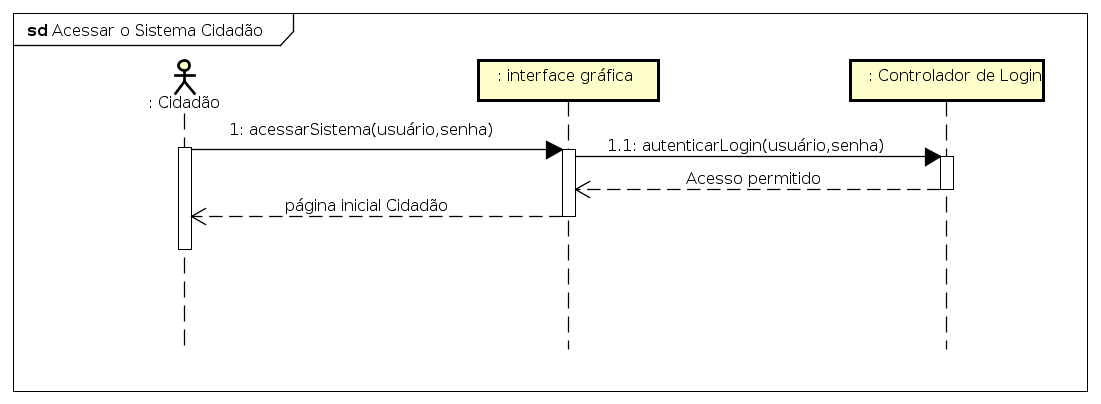 sd Acessar o Sistema Cidadão
: Cidadão
: interface gráfica
: Controlador de Login
1: acessarSistema(usuário,senha)
1.1: autenticarLogin(usuário,senha)
Acesso permitido
página inicial Cidadão